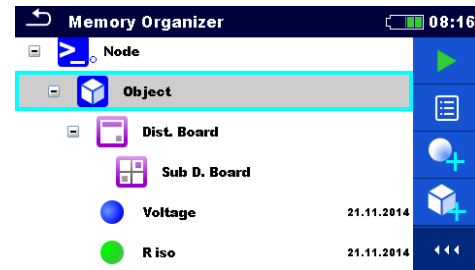 Memory Organizer 08:16
Node
Object
Dist. Board
Sub D. Board
Voltage 21.11.2014
R iso 21.11.2014